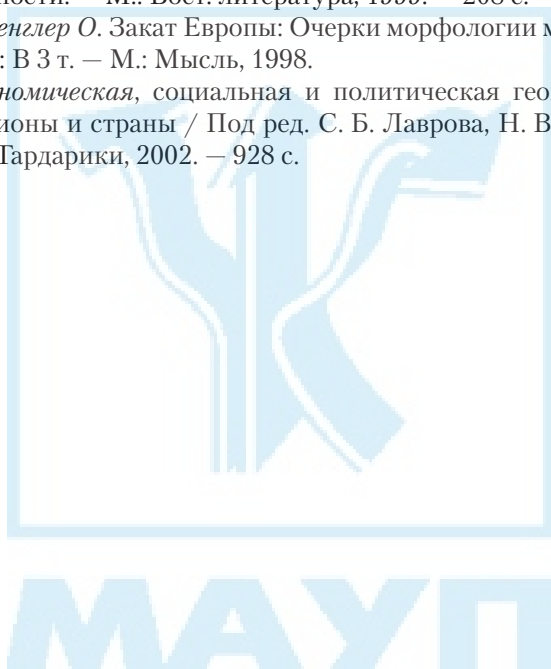 ности. — М.: Вост. литература, 1999. — 208 с.
енглер О. Закат Европы: Очерки морфологии м
: В 3 т. — М.: Мысль, 1998.
номическая, социальная и политическая гео
ионы и страны / Под ред. С. Б. Лаврова, Н. В
Гардарики, 2002. — 928 с.
МАУП